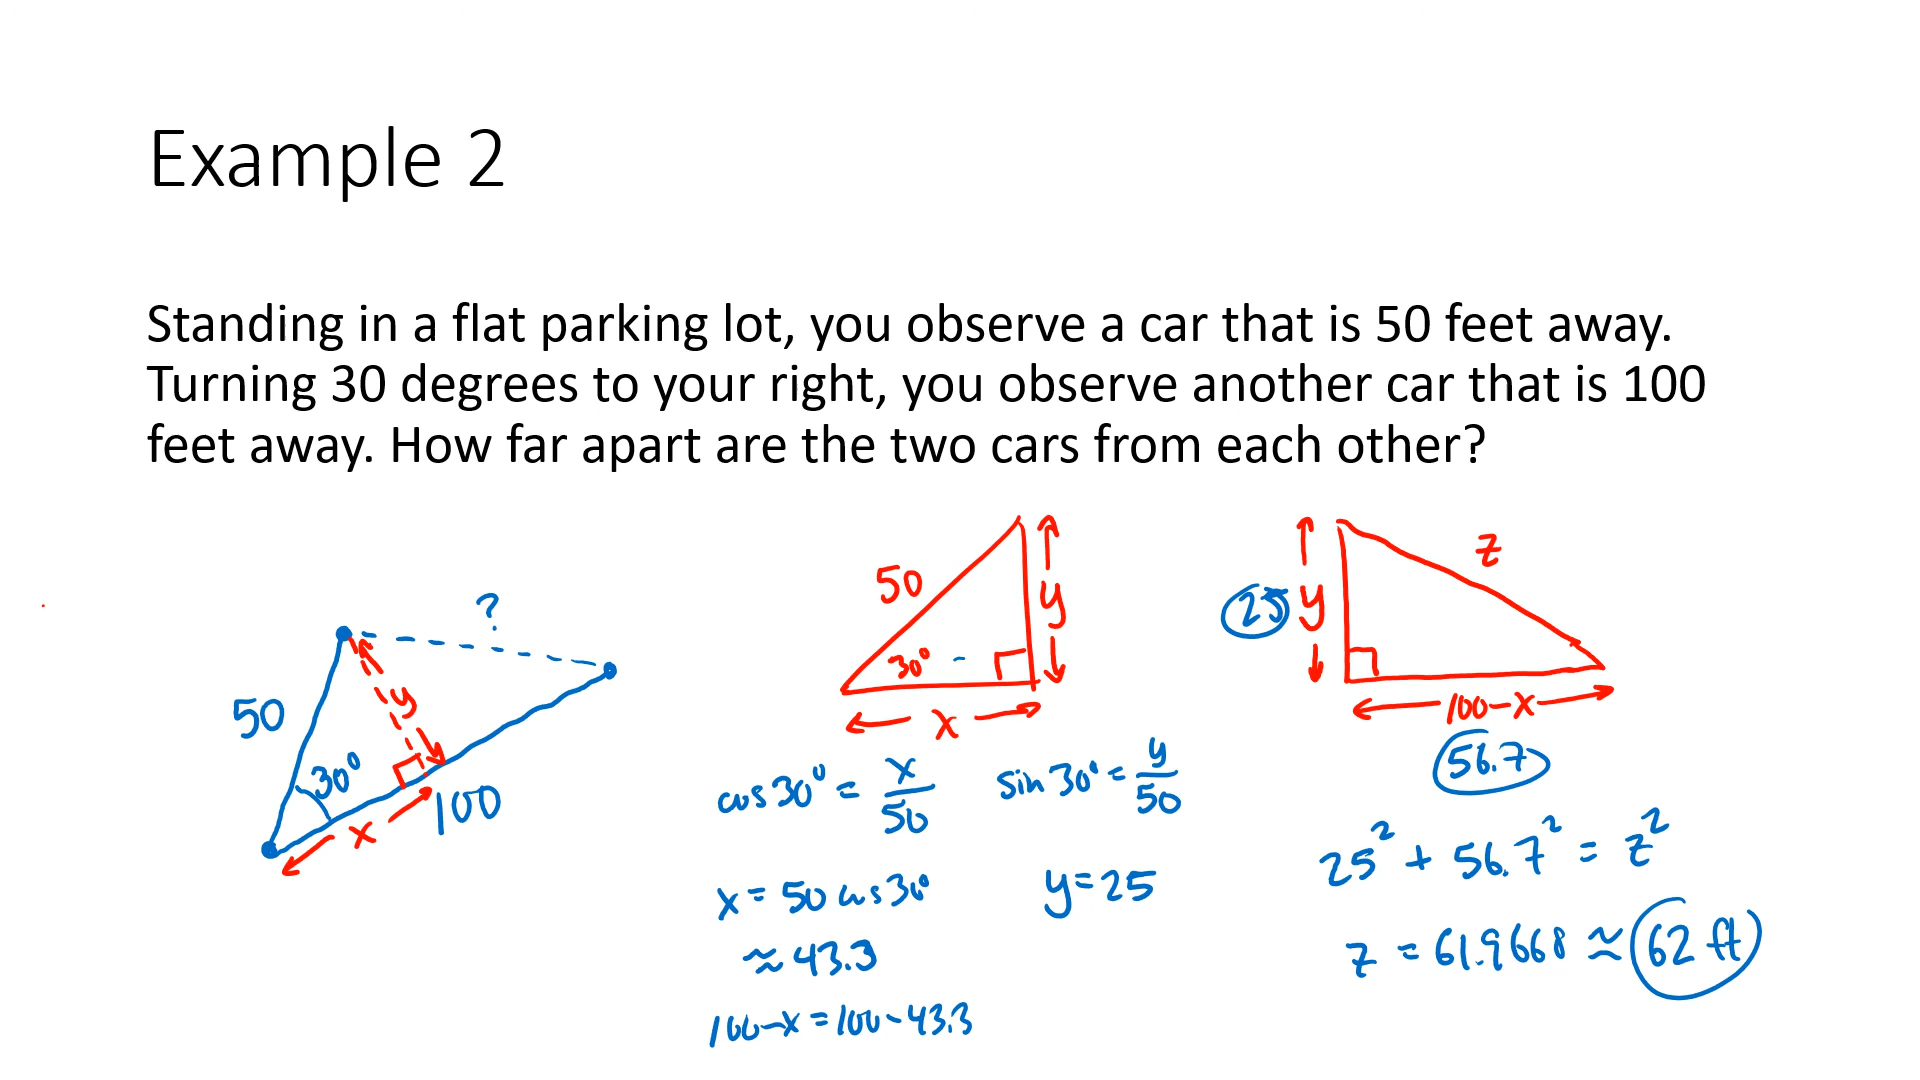 Example 2
Standing in a flat parking lot, you observe a car that is 50 feet away.
Turning 30 degrees to your right, you observe another car that is 100
feet away. How far apart are the two cars from each other?
?
50
y
30°
x
100
50
y
30°
x
cos 30° = x/50
x = 50 cos 30°
≈ 43.3
100-x = 100-43.3
sin 30° = y/50
y = 25
z
25 y
100-x
56.7
25² + 56.7² = z²
z = 61.9668 ≈ 62 ft